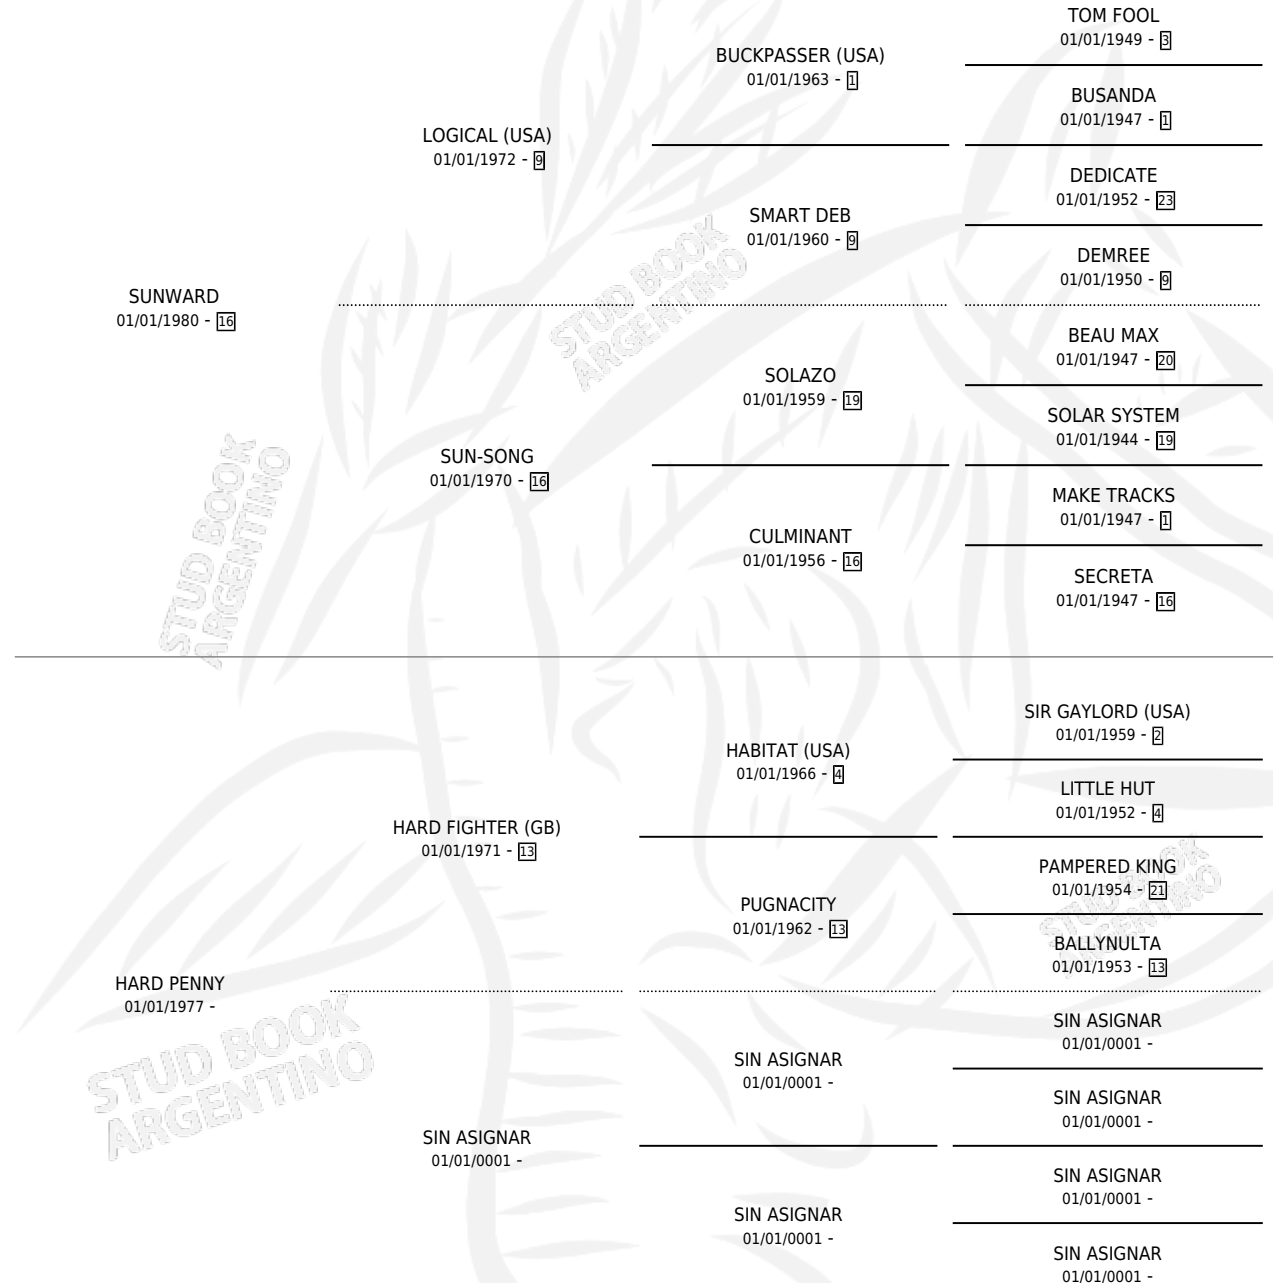 TOM FOOL
01/01/1949 - 3
BUCKPASSER (USA)
01/01/1963 - 1
BUSANDA
01/01/1947 - 1
LOGICAL (USA)
01/01/1972 - 9
DEDICATE
01/01/1952 - 23
SMART DEB
01/01/1960 - 9
DEMREE
01/01/1950 - 9
SUNWARD
01/01/1980 - 16
BEAU MAX
01/01/1947 - 20
SOLAZO
01/01/1959 - 19
SOLAR SYSTEM
01/01/1944 - 19
SUN-SONG
01/01/1970 - 16
MAKE TRACKS
01/01/1947 - 1
CULMINANT
01/01/1956 - 16
SECRETA
01/01/1947 - 16
STUD BOOK
ARGENTINO
STUD BOOK
ARGENTINO
SIR GAYLORD (USA)
01/01/1959 - 2
HABITAT (USA)
01/01/1966 - 4
LITTLE HUT
01/01/1952 - 4
HARD FIGHTER (GB)
01/01/1971 - 13
PAMPERED KING
01/01/1954 - 21
PUGNACITY
01/01/1962 - 13
BALLYNULTA
01/01/1953 - 13
STUD BOOK
ARGENTINO
HARD PENNY
01/01/1977 -
SIN ASIGNAR
01/01/0001 -
SIN ASIGNAR
01/01/0001 -
SIN ASIGNAR
01/01/0001 -
SIN ASIGNAR
01/01/0001 -
SIN ASIGNAR
01/01/0001 -
SIN ASIGNAR
01/01/0001 -
SIN ASIGNAR
01/01/0001 -
STUD BOOK
ARGENTINO